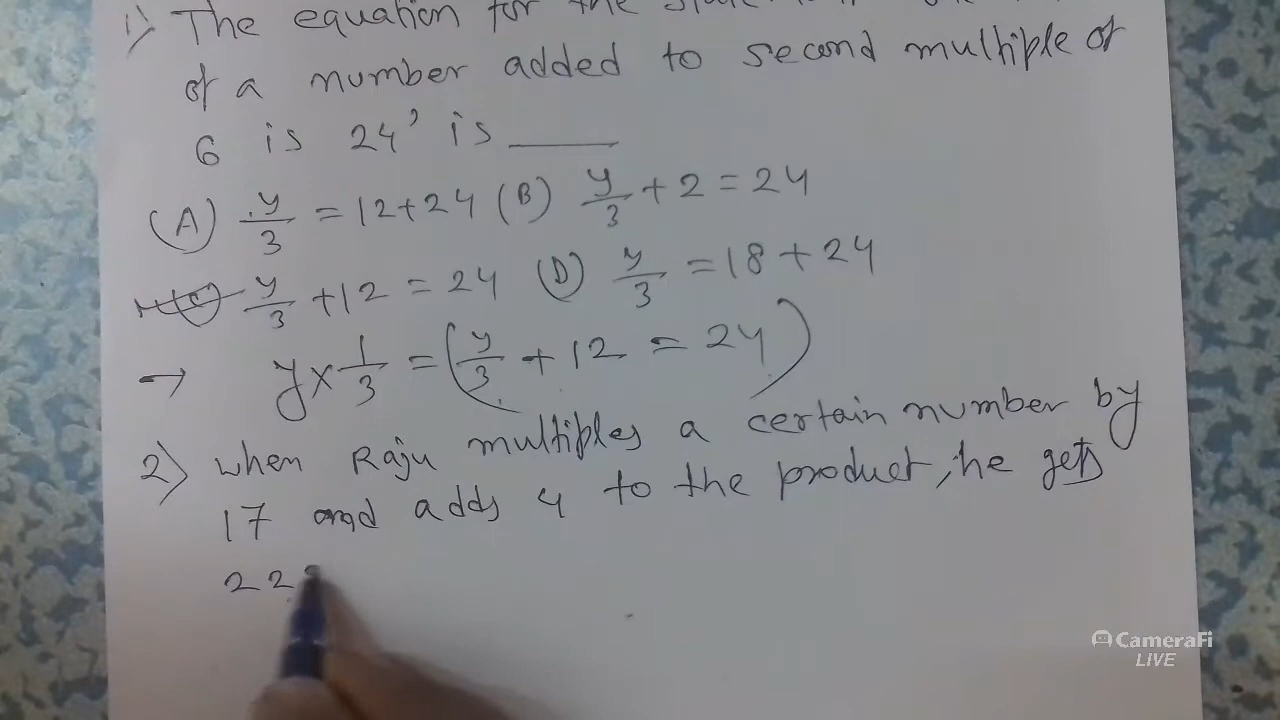 1) The equation for the
of a number added to second multiple of
6 is 24' is ____
(A) y/3 = 12+24 (B) y/3 + 2 = 24
(C) y/3 +12 = 24 (D) y/3 = 18 + 24
→ y × 1/3 = (y/3 + 12 = 24)
2) when Raju multiples a certain number by
17 and adds 4 to the product, he gets
22
CameraFi
LIVE